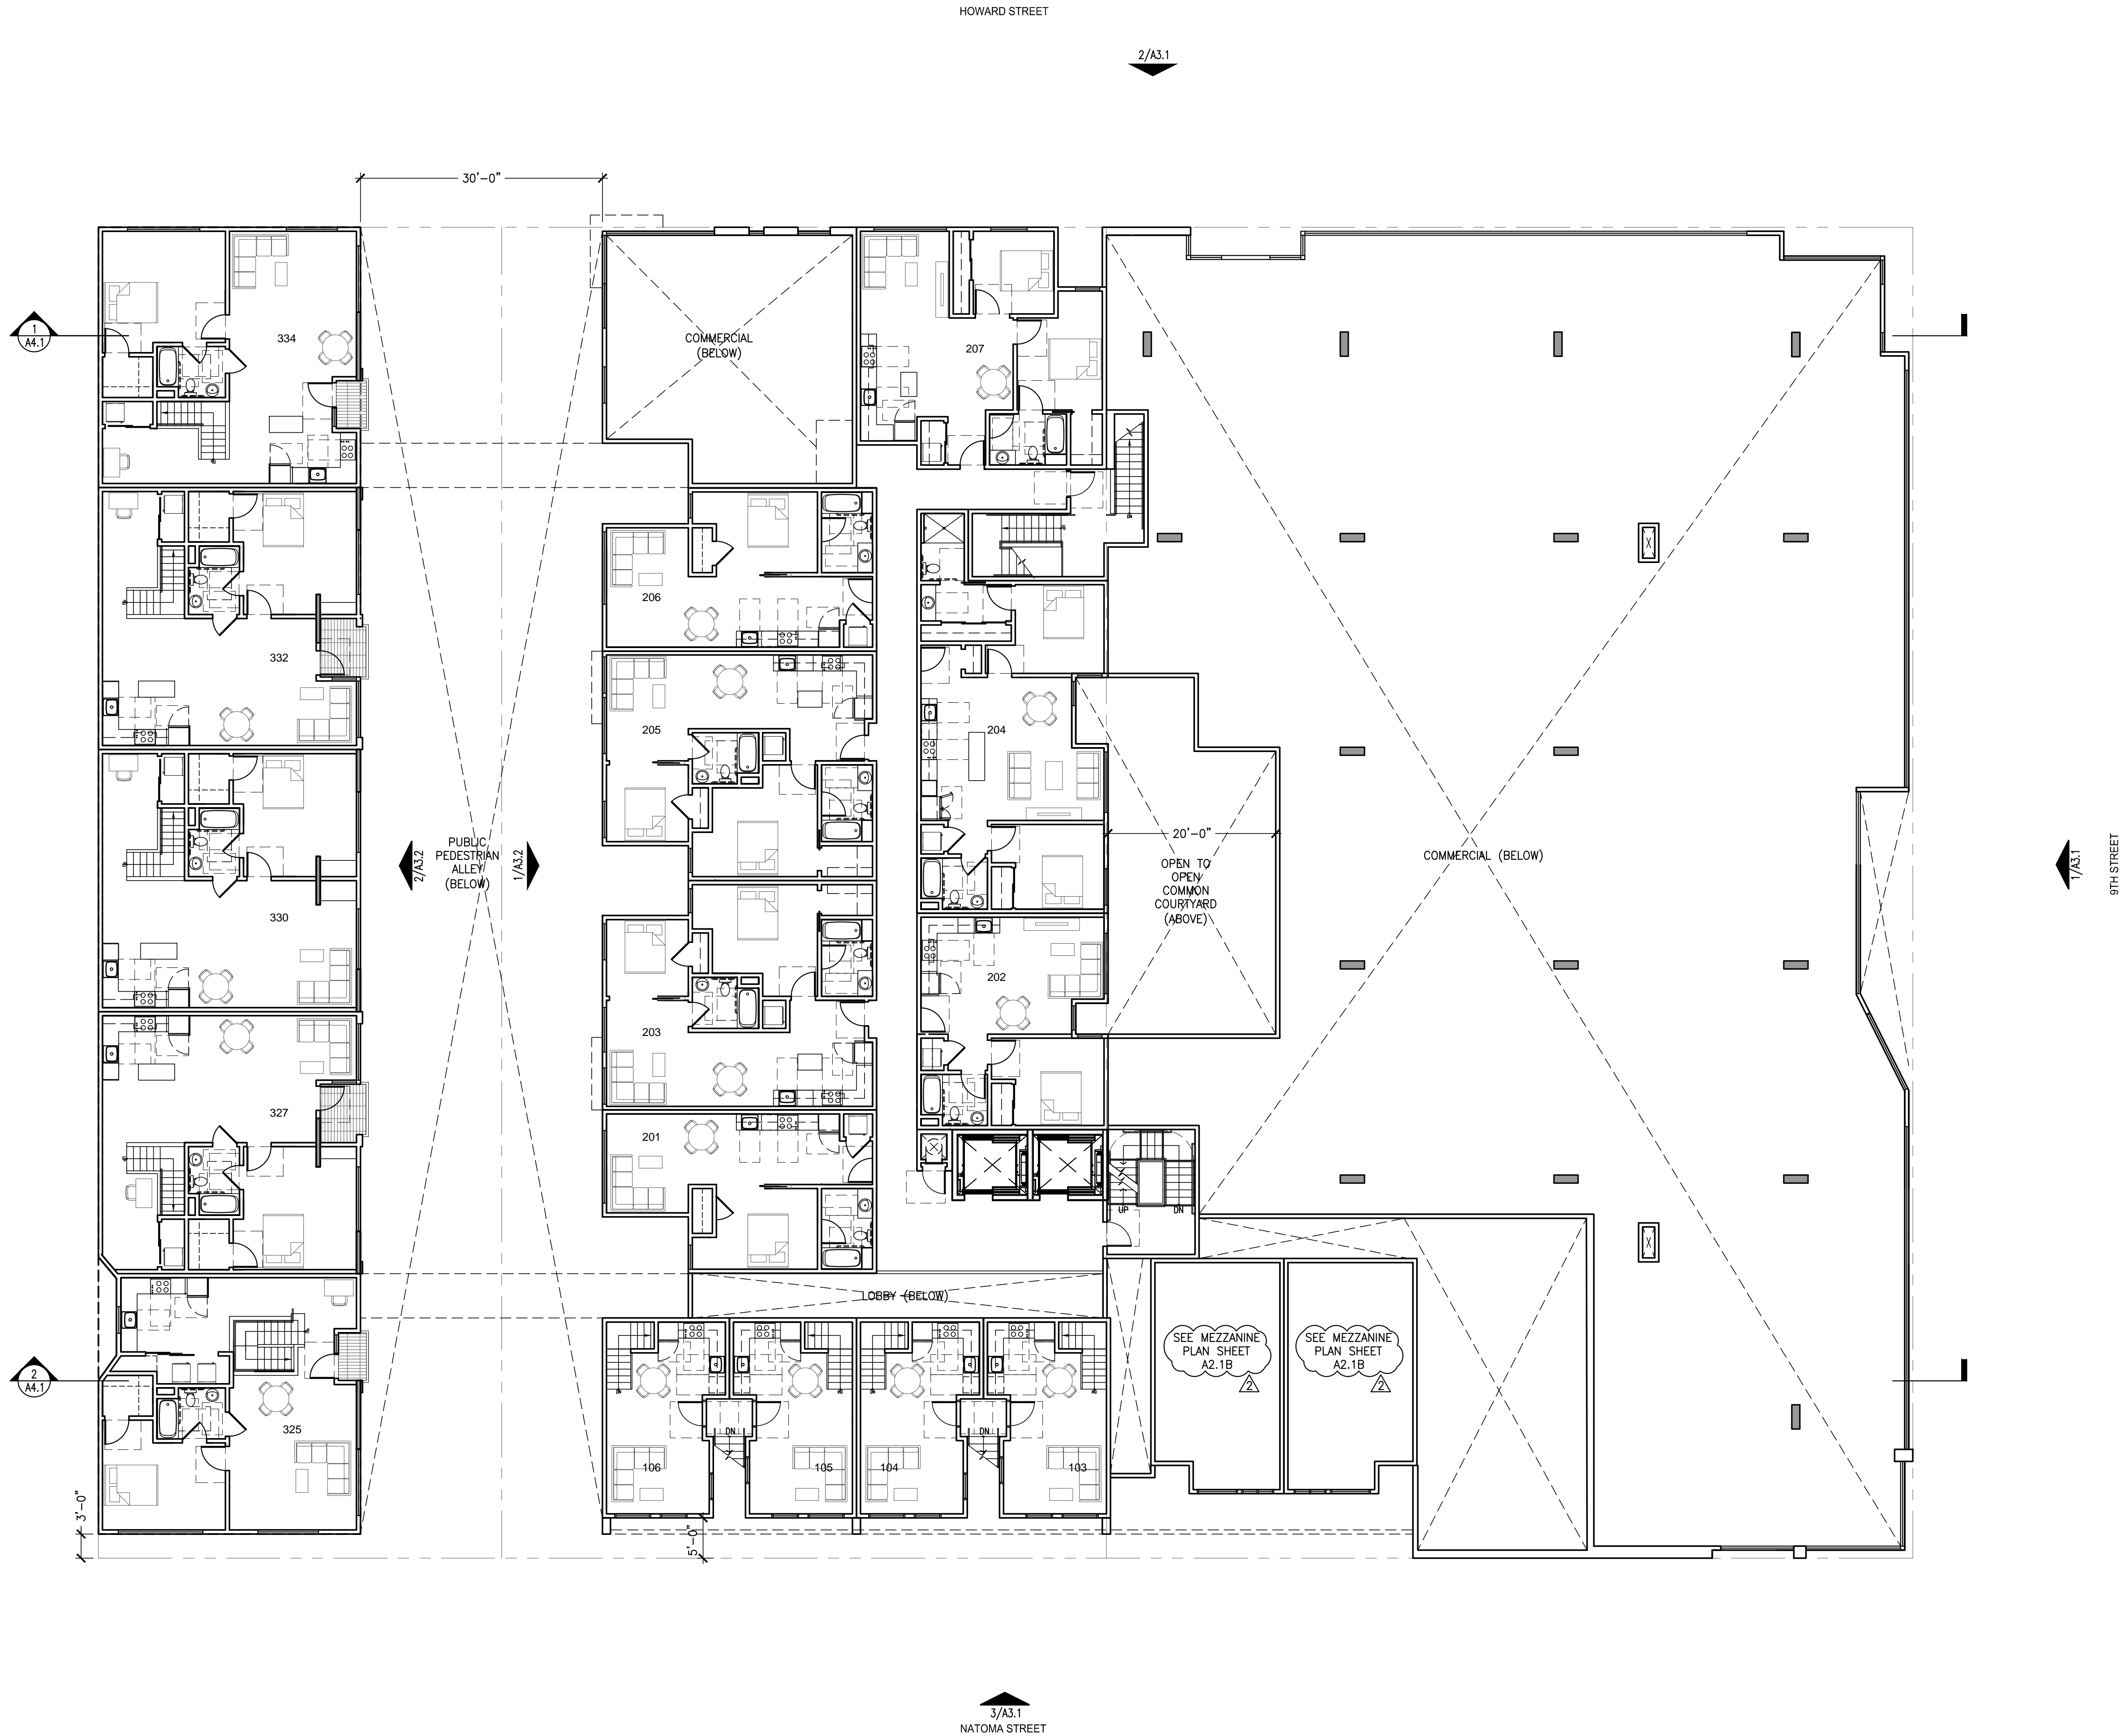 HOWARD STREET
2/A3.1
30'-0"
334
1
A4.1
COMMERCIAL
(BELOW)
207
206
332
205
204
20'-0"
PUBLIC
PEDESTRIAN
ALLEY
(BELOW)
2/A3.2
1/A3.2
OPEN TO
OPEN
COMMON
COURTYARD
(ABOVE)
COMMERCIAL (BELOW)
1/A3.1
9TH STREET
330
202
203
327
201
UP
DN
LOBBY (BELOW)
SEE MEZZANINE
PLAN SHEET
A2.1B
2
SEE MEZZANINE
PLAN SHEET
A2.1B
2
2
A4.1
325
DN
DN
106
105
104
103
3'-0"
5'-0"
3/A3.1
NATOMA STREET